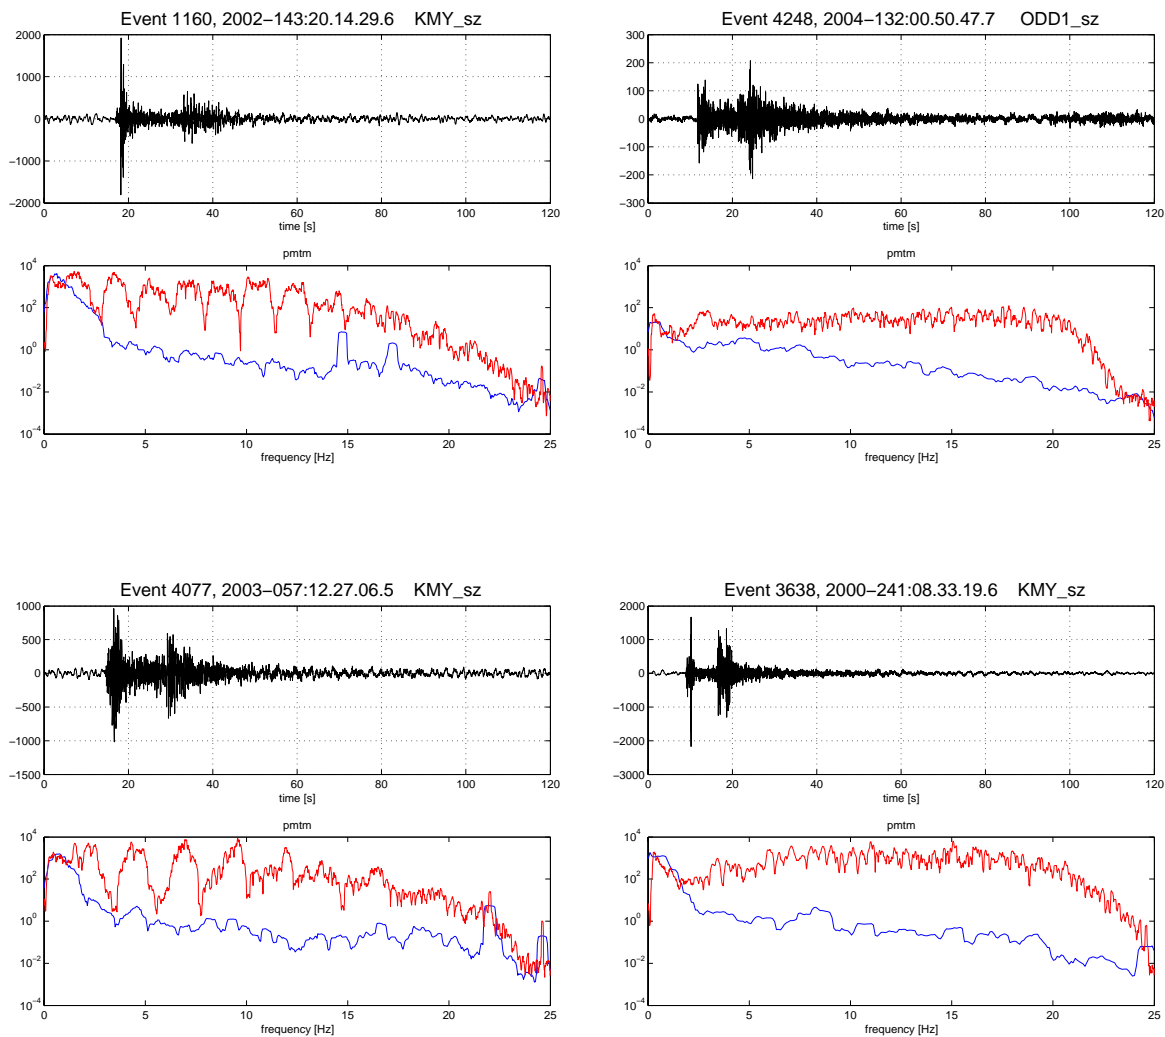 Event 1160, 2002−143:20.14.29.6 KMY_sz
2000
1000
0
−1000
−2000
0 20 40 60 80 100 120
time [s]
pmtm
10^4
10^2
10^0
10^−2
10^−4
0 5 10 15 20 25
frequency [Hz]
Event 4248, 2004−132:00.50.47.7 ODD1_sz
300
200
100
0
−100
−200
−300
0 20 40 60 80 100 120
time [s]
pmtm
10^4
10^2
10^0
10^−2
10^−4
0 5 10 15 20 25
frequency [Hz]
Event 4077, 2003−057:12.27.06.5 KMY_sz
1000
500
0
−500
−1000
−1500
0 20 40 60 80 100 120
time [s]
pmtm
10^4
10^2
10^0
10^−2
10^−4
0 5 10 15 20 25
frequency [Hz]
Event 3638, 2000−241:08.33.19.6 KMY_sz
2000
1000
0
−1000
−2000
−3000
0 20 40 60 80 100 120
time [s]
pmtm
10^4
10^2
10^0
10^−2
10^−4
0 5 10 15 20 25
frequency [Hz]